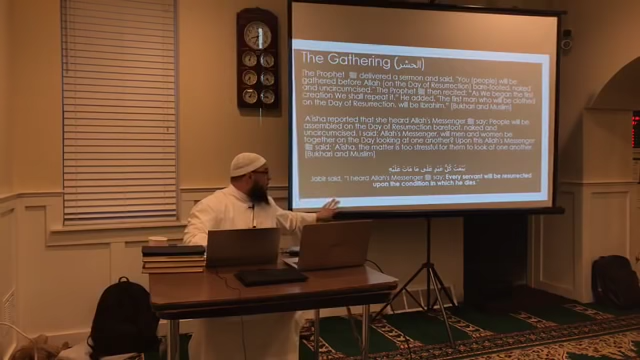 The Gathering (الحشر)
The Prophet ﷺ delivered a sermon and said, "You (people) will be
gathered before Allah (on the Day of Resurrection) bare-footed, naked
and uncircumcised." The Prophet ﷺ then recited: "As We began the first
creation We shall repeat it." He added, "The first man who will be clothed
on the Day of Resurrection, will be Ibrahim." [Bukhari and Muslim]
A'isha reported that she heard Allah's Messenger ﷺ say: People will be
assembled on the Day of Resurrection barefoot, naked and
uncircumcised. I said: Allah's Messenger, will men and women be
together on the Day looking at one another? Upon this Allah's Messenger
ﷺ said: 'A'isha, the matter is too stressful for them to look at one another
[Bukhari and Muslim]
يُبْعَثُ كُلُّ عَبْدٍ عَلَى مَا مَاتَ عَلَيْهِ
Jabir said, "I heard Allah's Messenger ﷺ say: Every servant will be resurrected
upon the condition in which he dies."